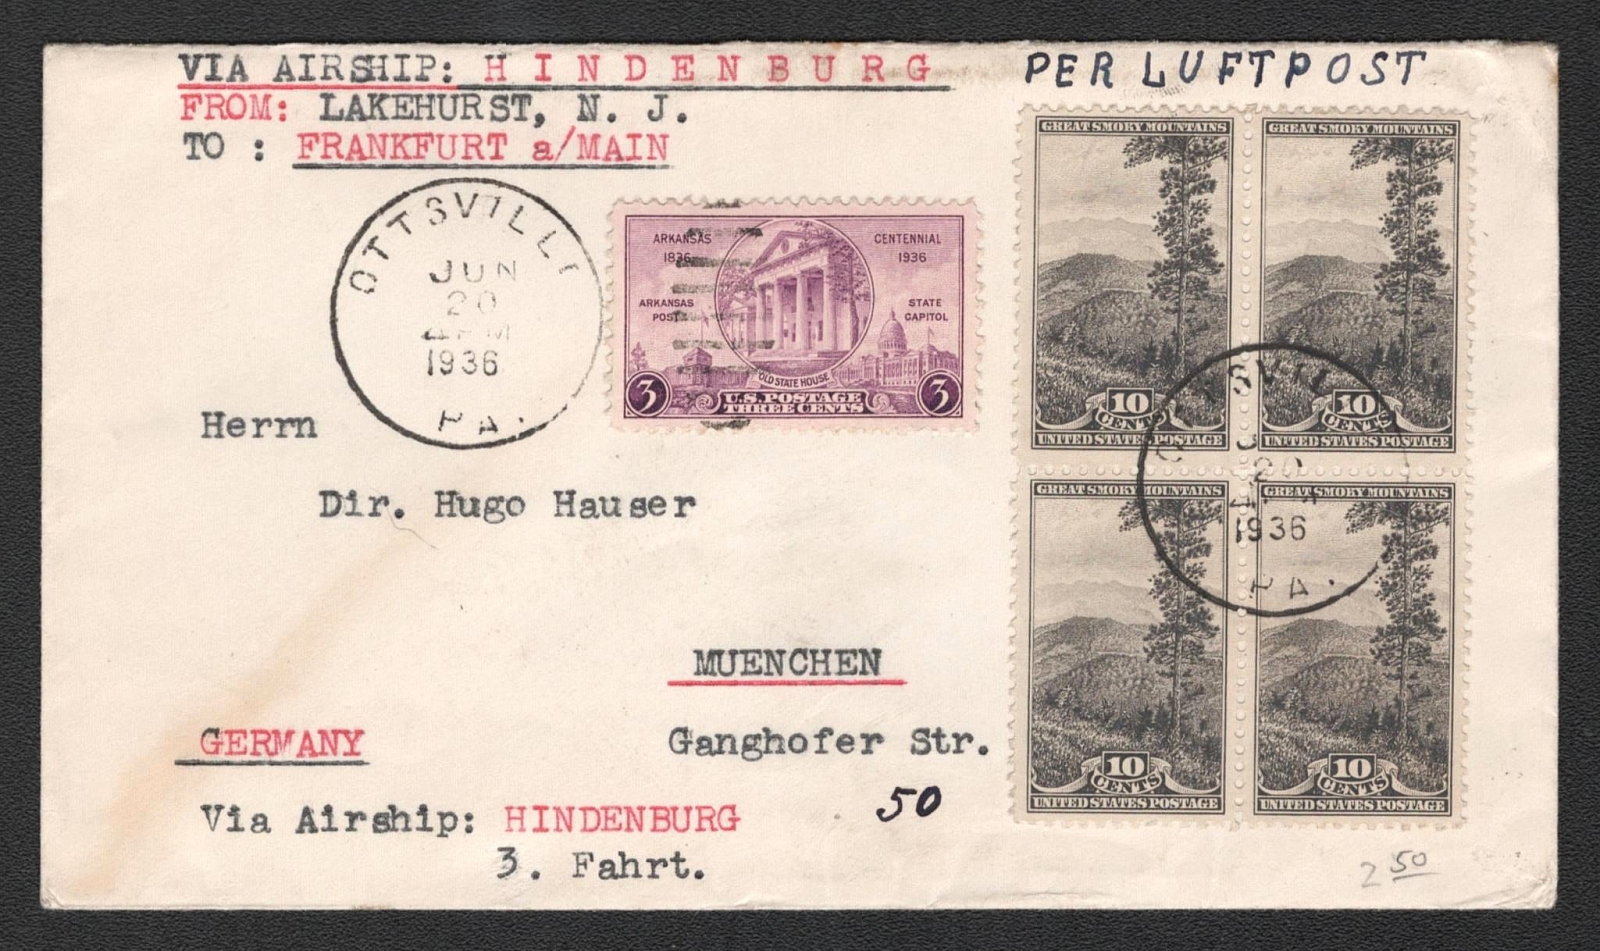 VIA AIRSHIP: HINDENBURG
PER LUFTPOST
FROM: LAKEHURST, N. J.
TO : FRANKFURT a/MAIN
OTTSVILLE
JUN
20
4 PM
1936
PA.
ARKANSAS
1836
CENTENNIAL
1936
ARKANSAS
POST
STATE
CAPITOL
OLD STATE HOUSE
3 U.S. POSTAGE 3
THREE CENTS
GREAT SMOKY MOUNTAINS
10
CENTS
UNITED STATES POSTAGE
GREAT SMOKY MOUNTAINS
10
CENTS
UNITED STATES POSTAGE
GREAT SMOKY MOUNTAINS
10
CENTS
UNITED STATES POSTAGE
GREAT SMOKY MOUNTAINS
10
CENTS
UNITED STATES POSTAGE
1936
PA.
Herrn
Dir. Hugo Hauser
MUENCHEN
GERMANY
Ganghofer Str.
50
Via Airship: HINDENBURG
3. Fahrt.
2 50